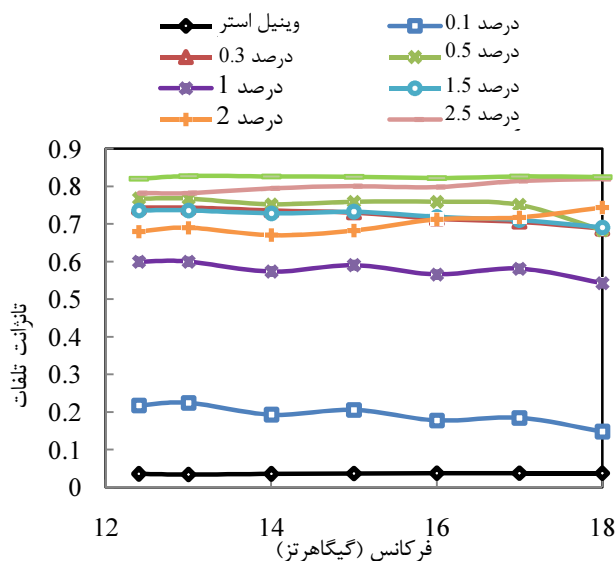 وینیل استر
0.1 درصد
0.3 درصد
0.5 درصد
1 درصد
1.5 درصد
2 درصد
2.5 درصد
تانژانت تلفات
0.9
0.8
0.7
0.6
0.5
0.4
0.3
0.2
0.1
0
12 14 16 18
فرکانس (گیگاهرتز)